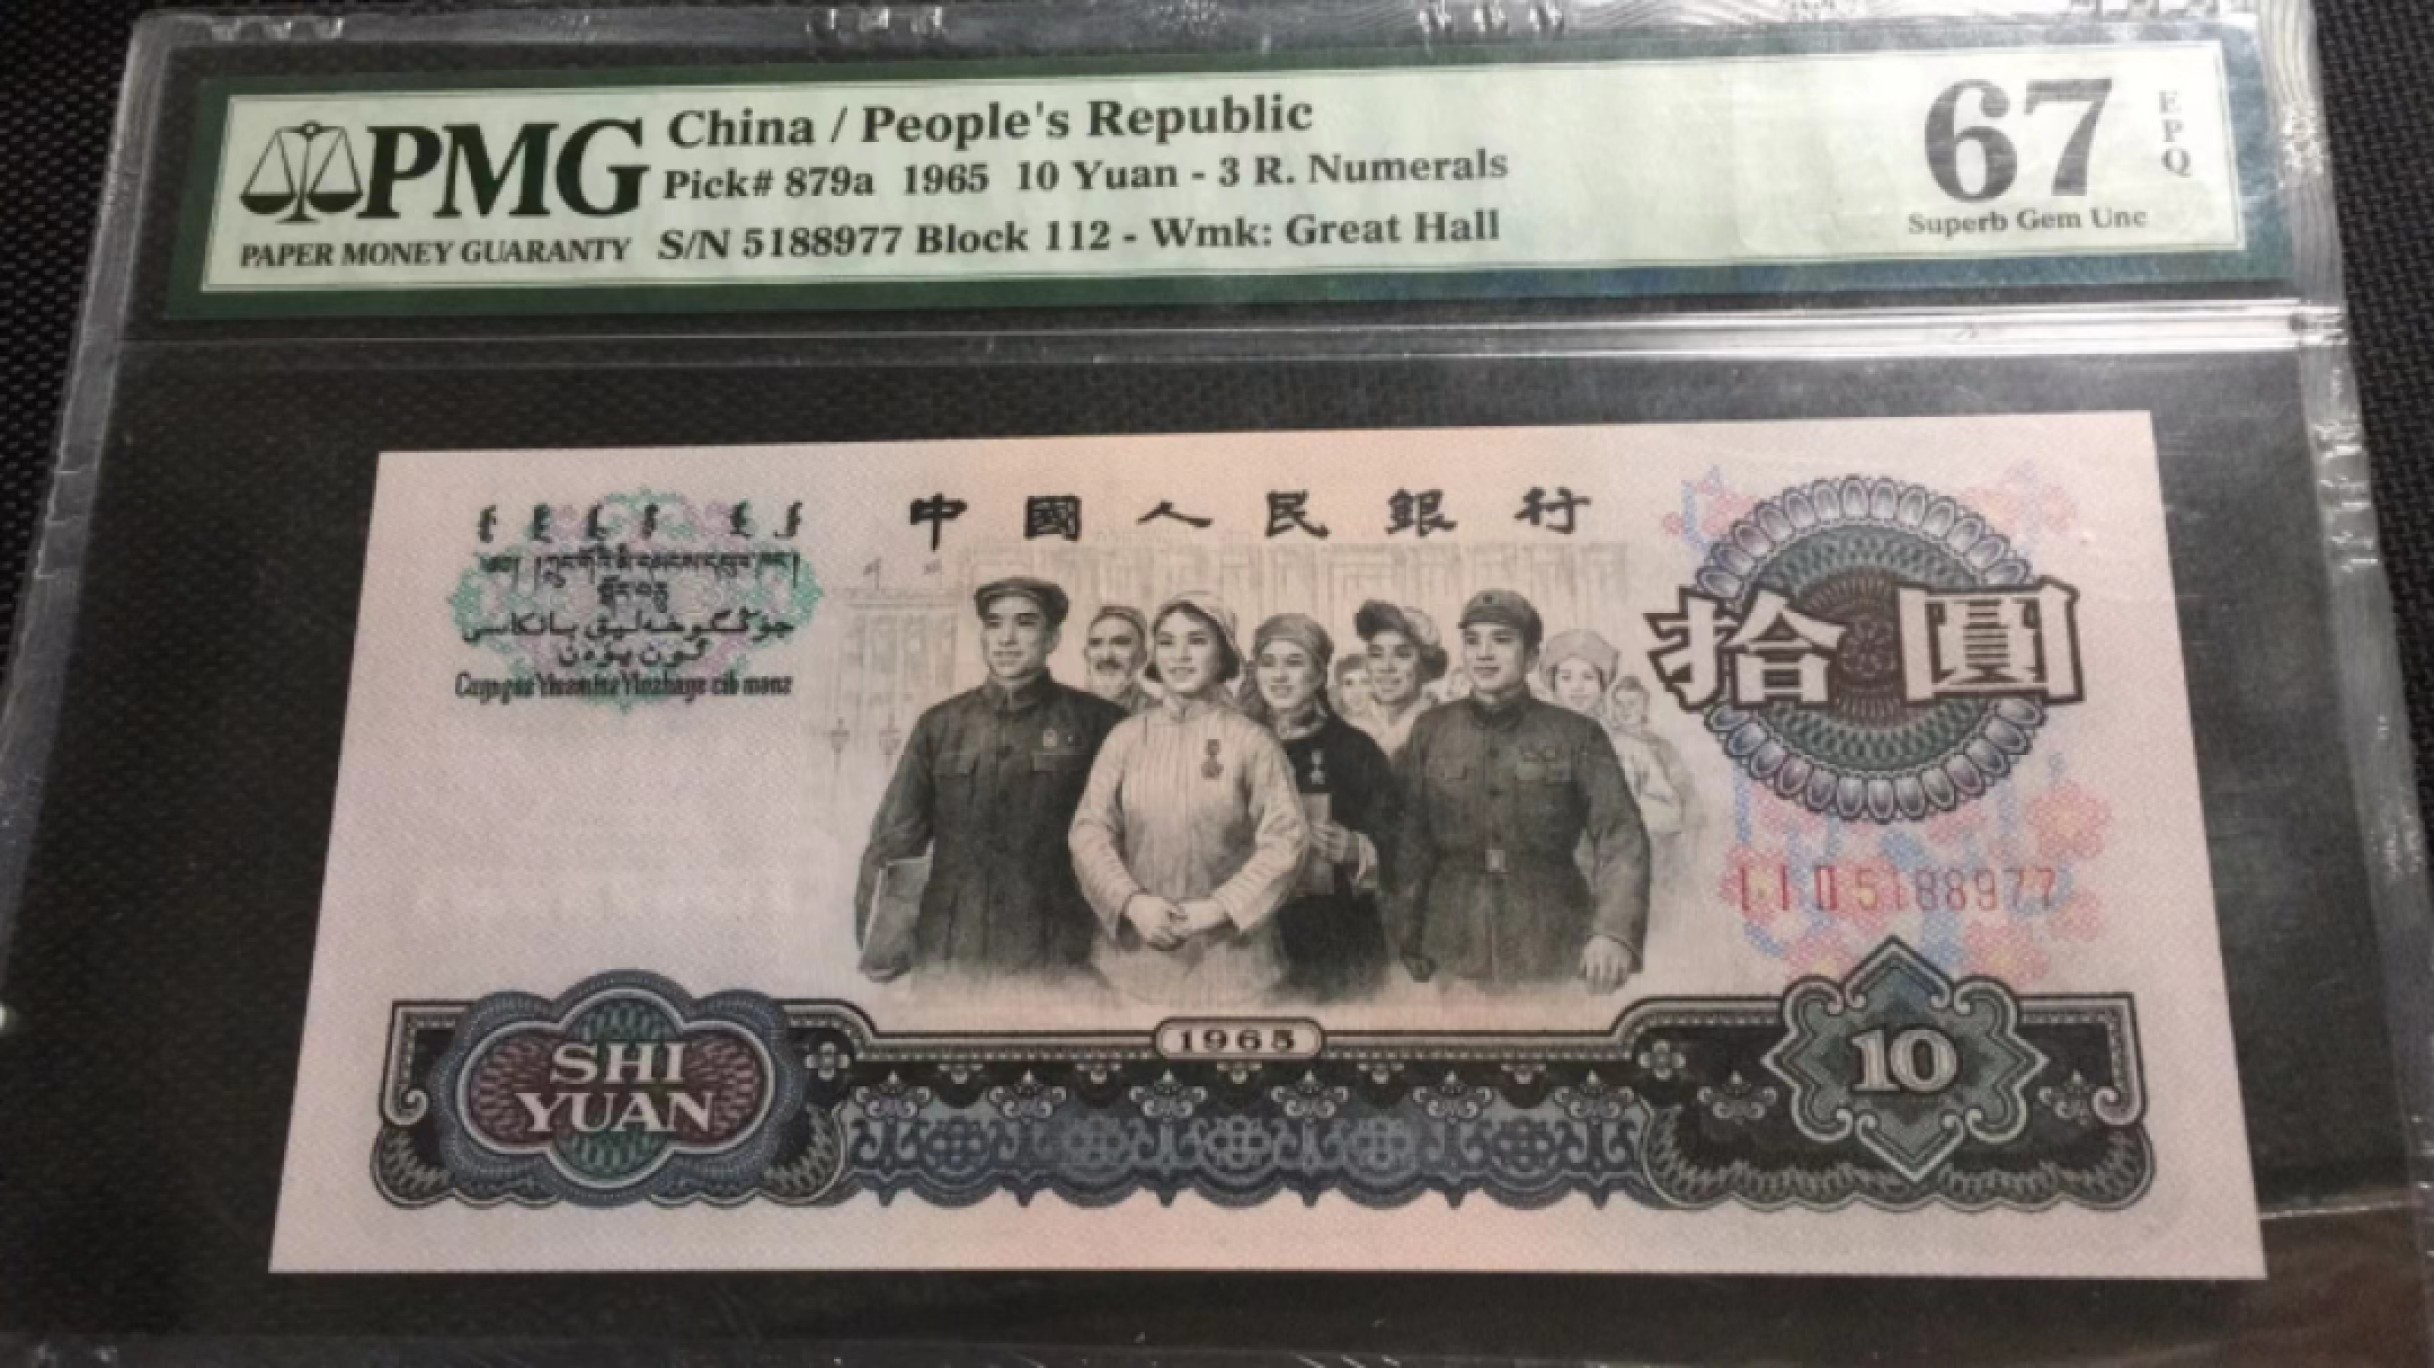 PMG
PAPER MONEY GUARANTY
China / People's Republic
Pick# 879a 1965 10 Yuan - 3 R. Numerals
S/N 5188977 Block 112 - Wmk: Great Hall
67
EPQ
Superb Gem Unc
中國人民銀行
拾圓
I I II 5188977
1965
SHI
YUAN
10